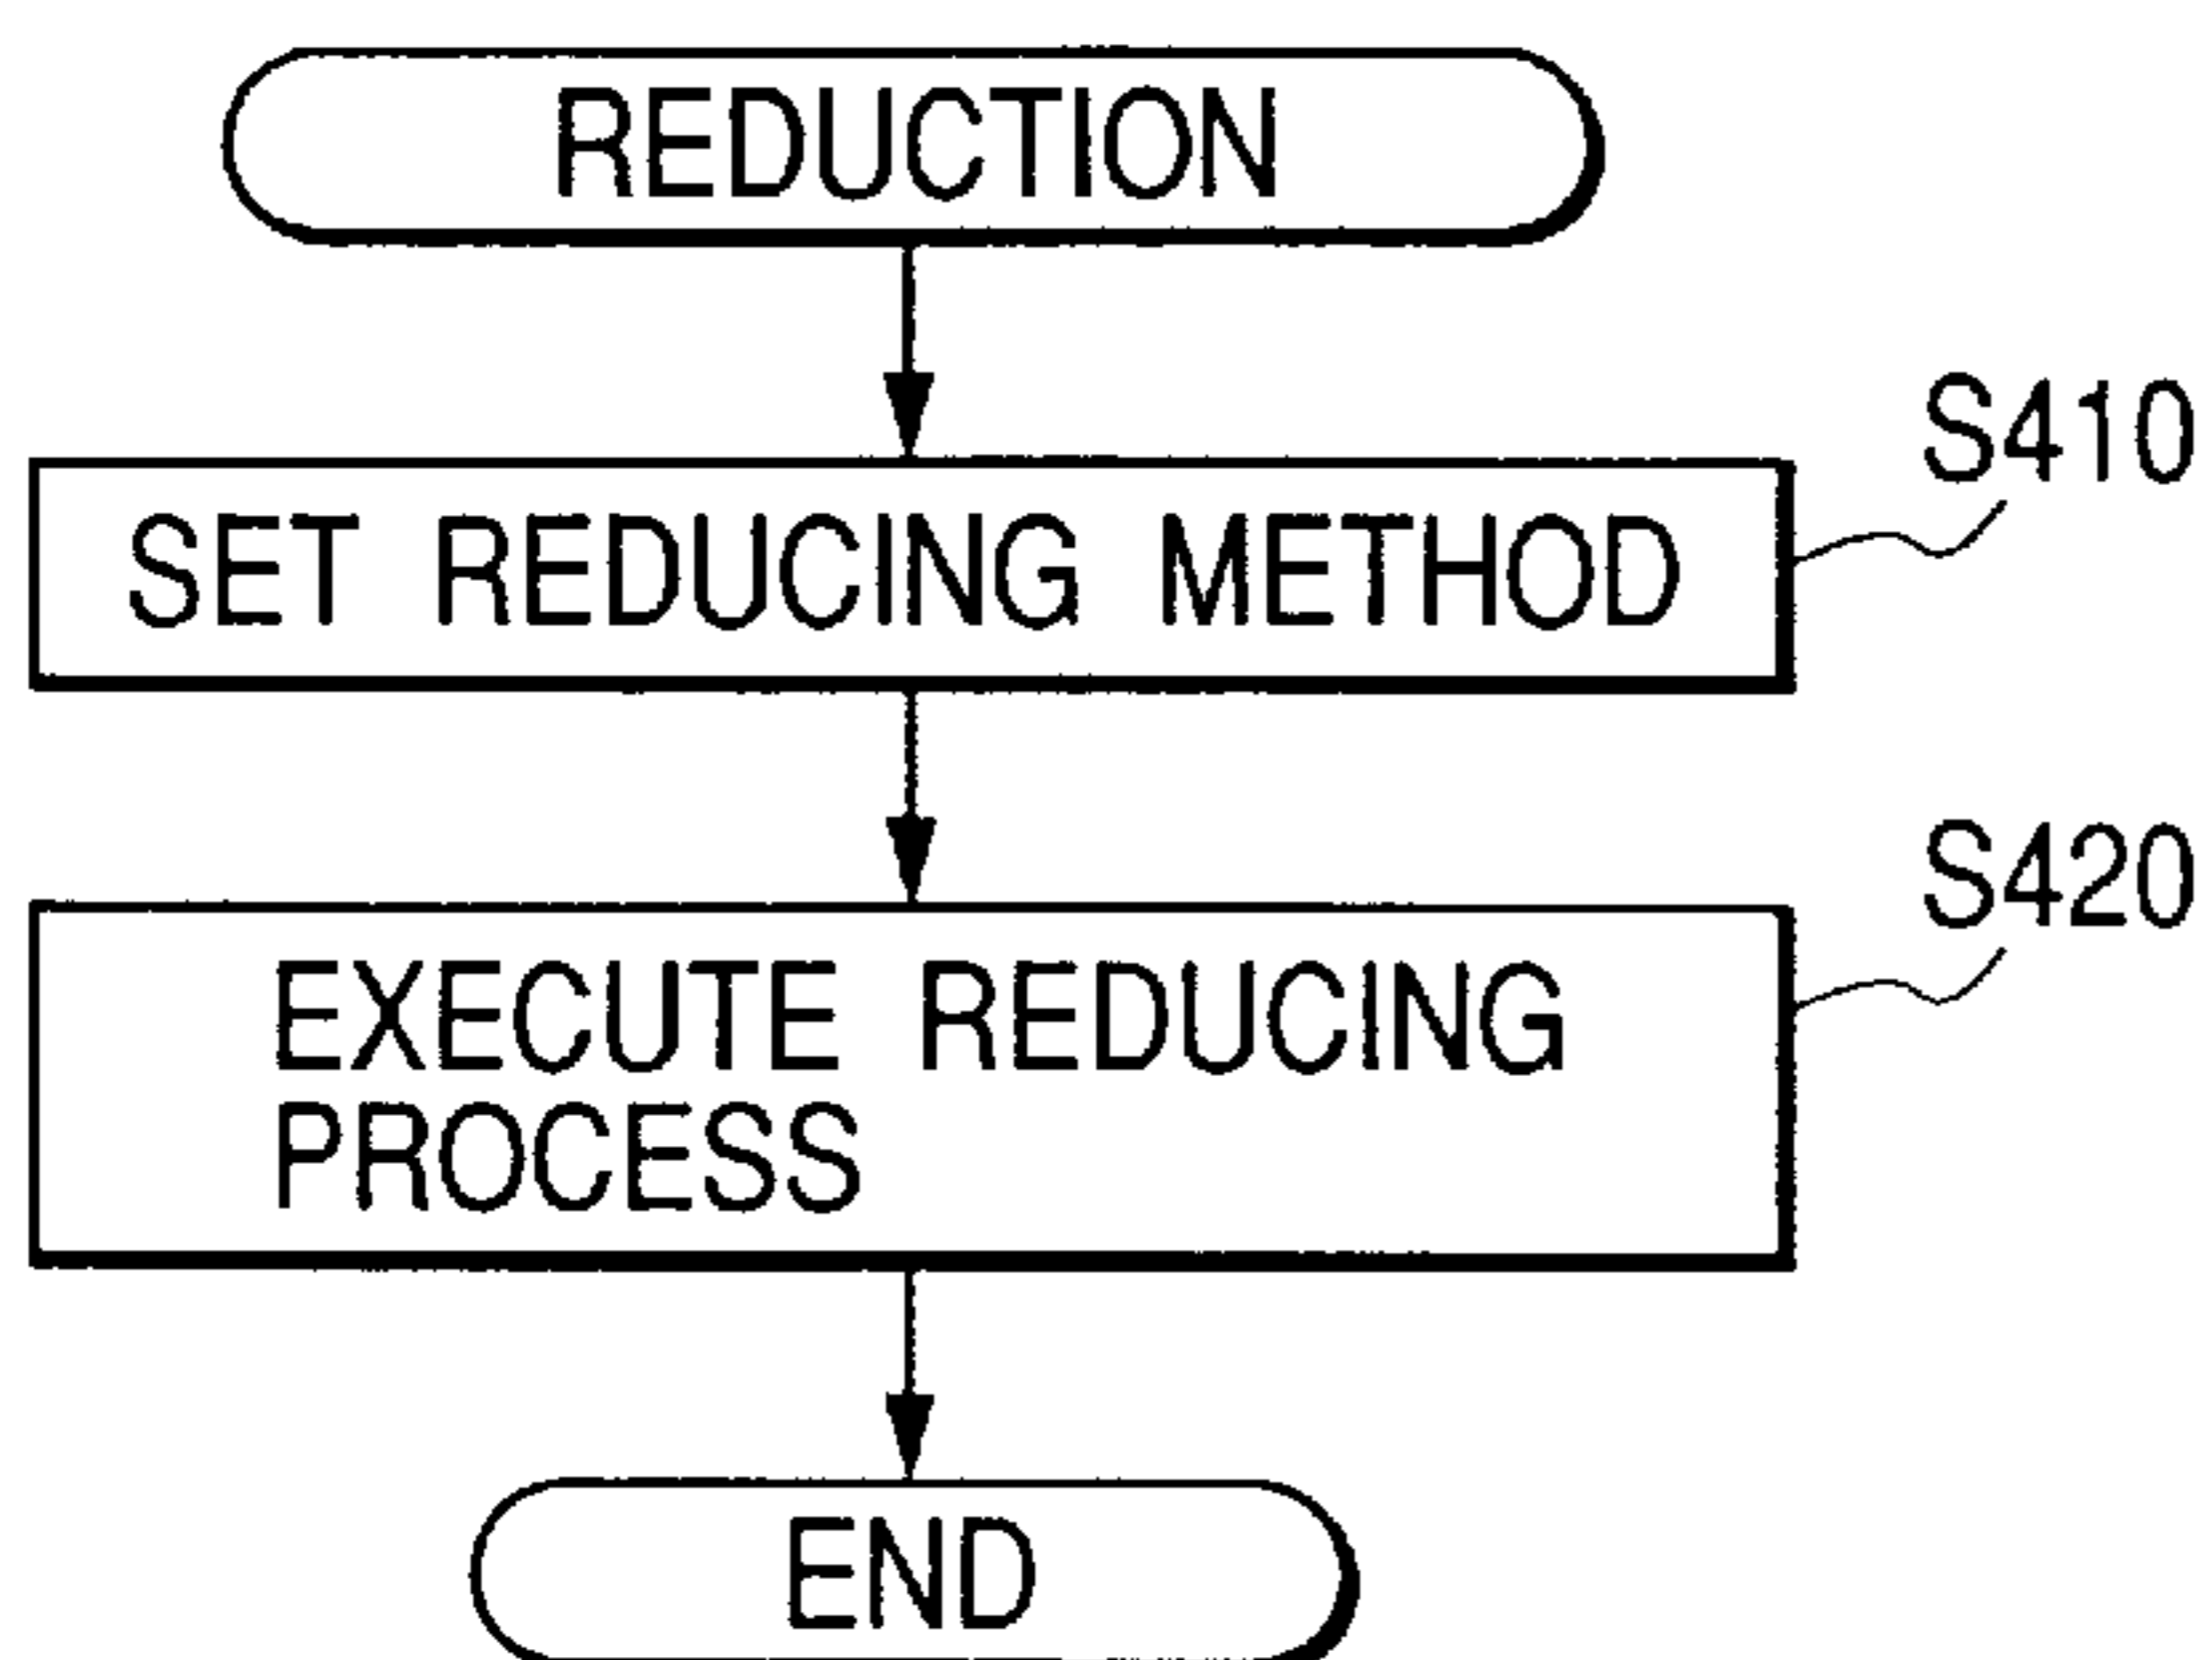 REDUCTION
S410
SET REDUCING METHOD
S420
EXECUTE REDUCING
PROCESS
END